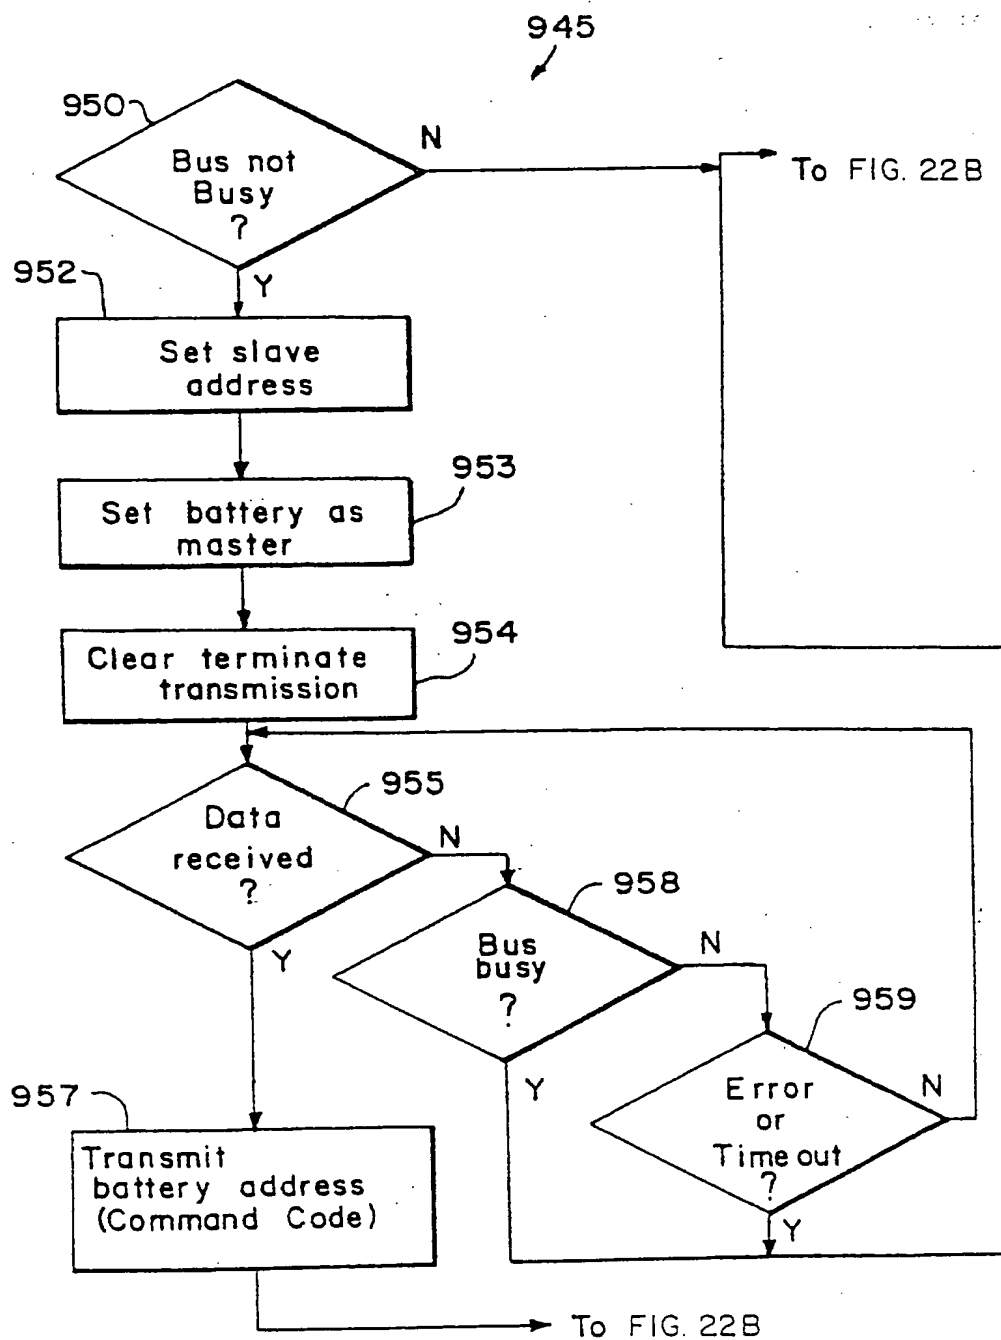 945
950
Bus not
Busy
?
N
To FIG. 22B
Y
952
Set slave
address
953
Set battery as
master
954
Clear terminate
transmission
955
Data
received
?
N
Y
958
Bus
busy
?
N
Y
959
Error
or
Timeout
?
N
Y
957
Transmit
battery address
(Command Code)
To FIG. 22B